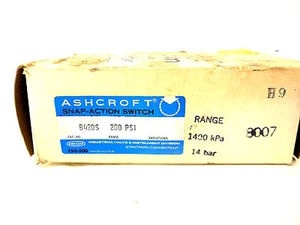 H9
ASHCROFT®
SNAP-ACTION SWITCH
B420S 200 PSI
CAT. NO. RANGE VARIATIONS
INDUSTRIAL VALVE & INSTRUMENT DIVISION
STRATFORD, CONNECTICUT
RANGE
1400 kPa
14 bar
8007